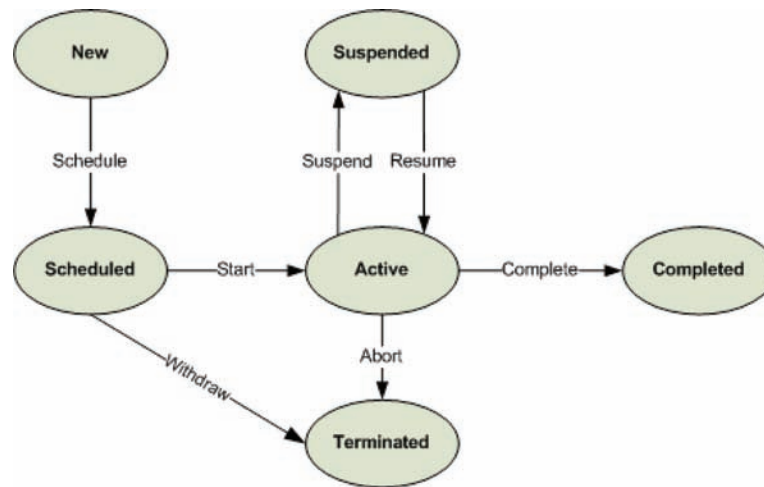 New
Suspended
Schedule
Suspend
Resume
Scheduled
Start
Active
Complete
Completed
Withdraw
Abort
Terminated